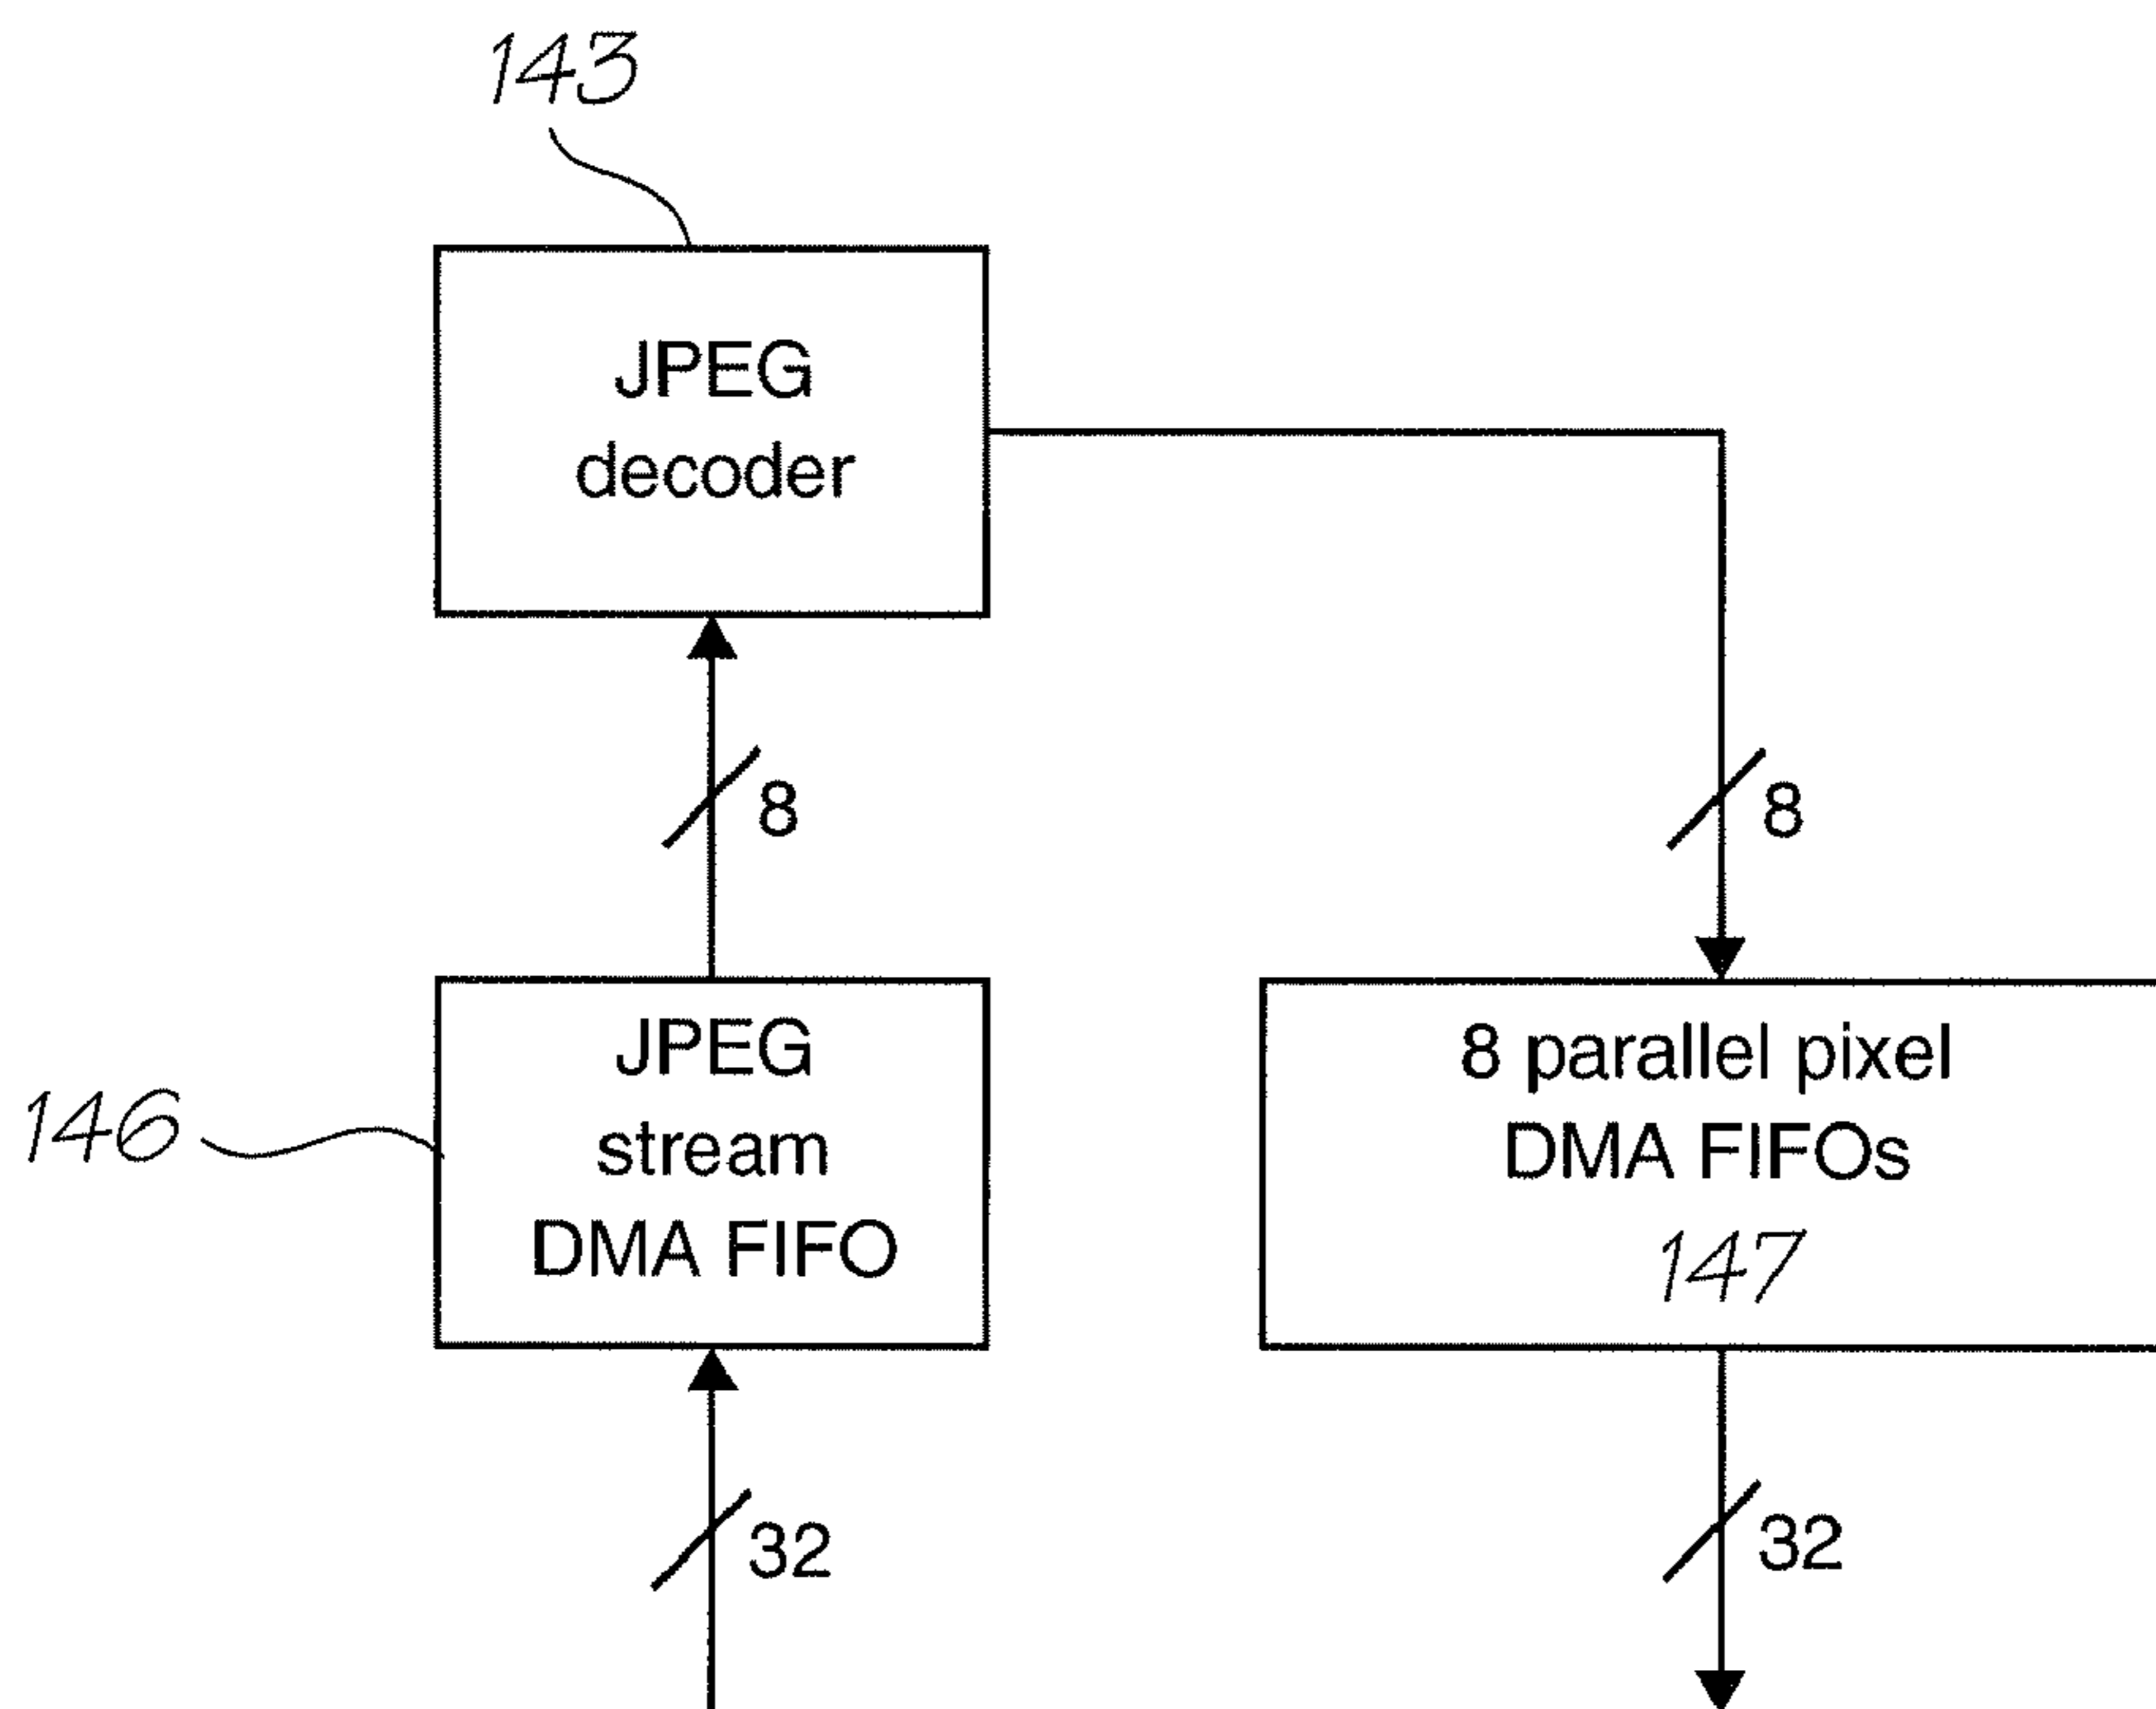 143
JPEG
decoder
8
8
JPEG
stream
DMA FIFO
146
8 parallel pixel
DMA FIFOs
147
32
32